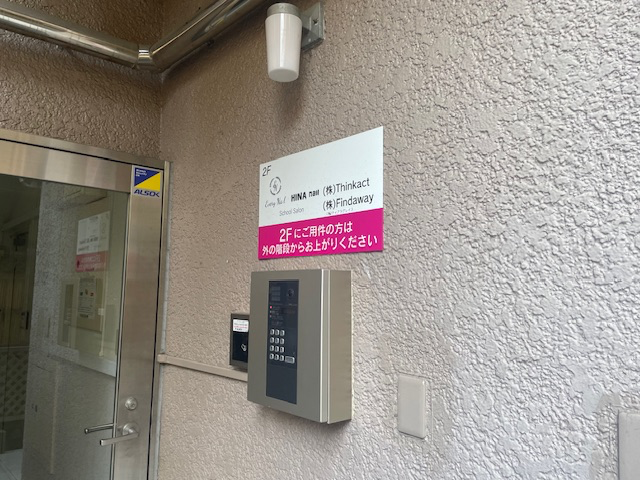 2F
HINA nail
School Salon
(株)Thinkact
(株)Findaway
2Fにご用件の方は
外の階段からお上がりください
ALSOK